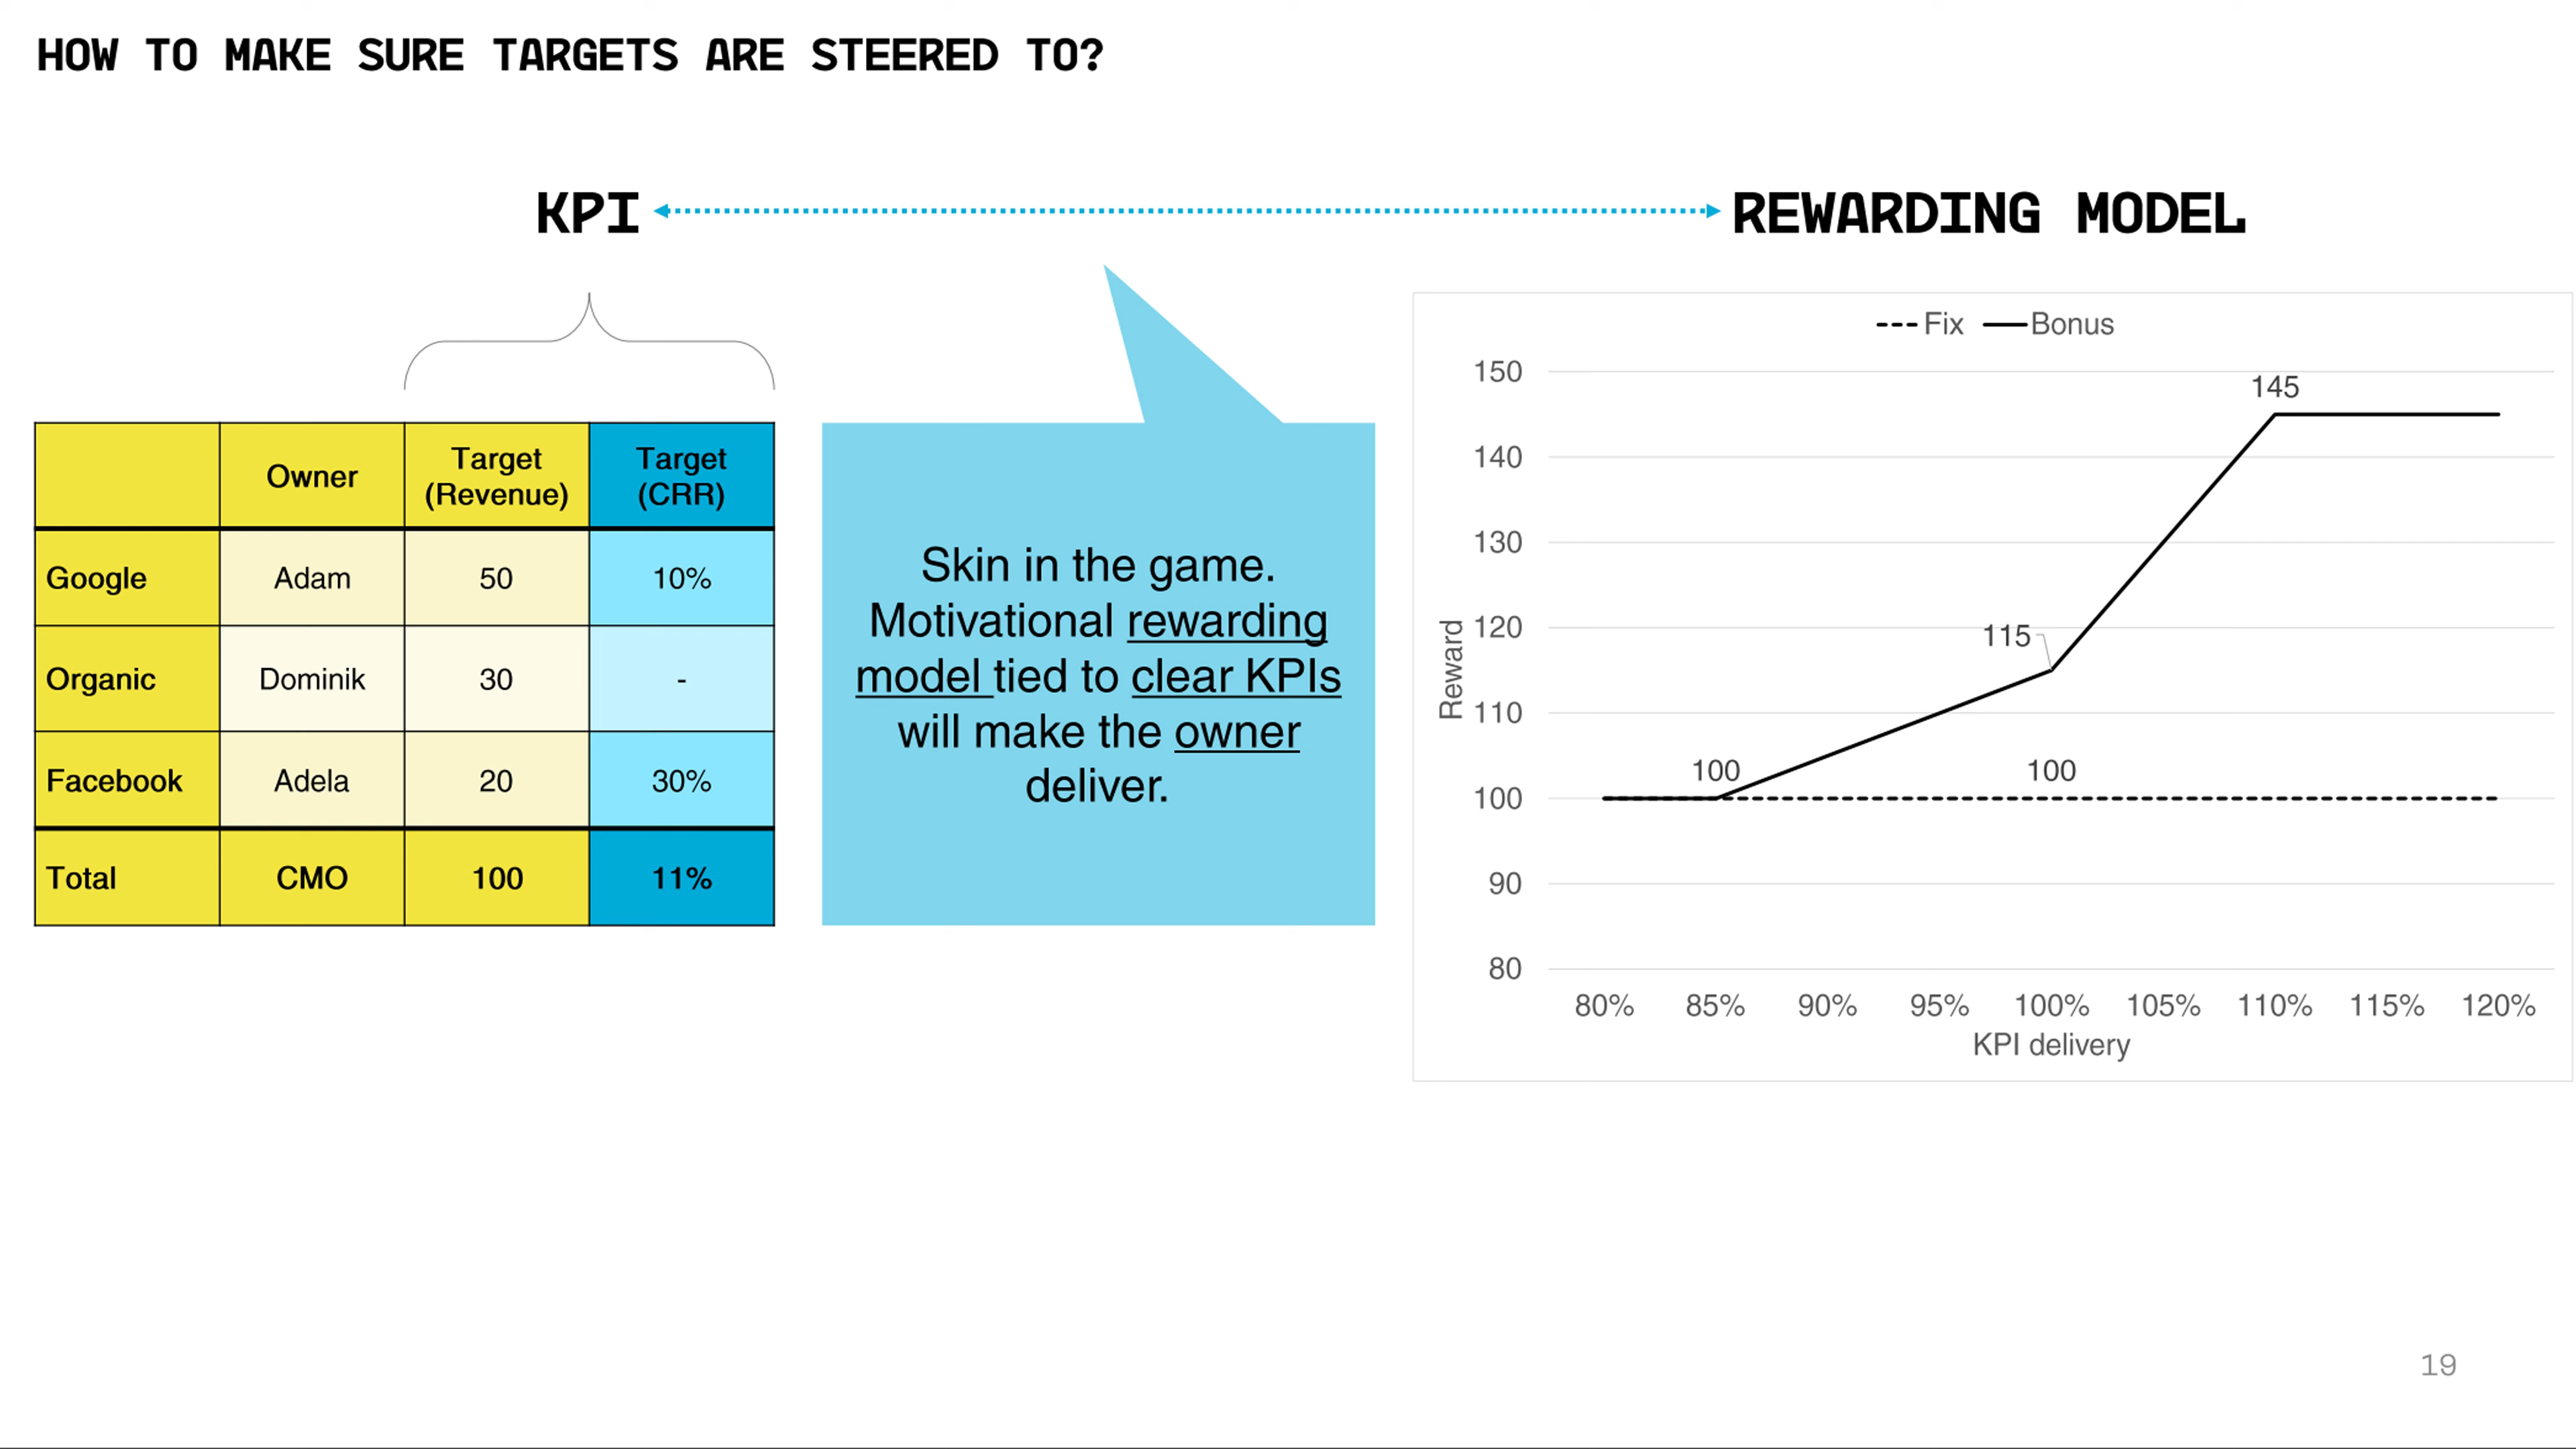 HOW TO MAKE SURE TARGETS ARE STEERED TO?
KPI
REWARDING MODEL
Owner
Target
(Revenue)
Target
(CRR)
Google
Adam
50
10%
Organic
Dominik
30
-
Facebook
Adela
20
30%
Total
CMO
100
11%
Skin in the game.
Motivational rewarding
model tied to clear KPIs
will make the owner
deliver.
Fix
Bonus
150
140
130
120
110
100
90
80
Reward
145
115
100
100
80%
85%
90%
95%
100%
105%
110%
115%
120%
KPI delivery
19